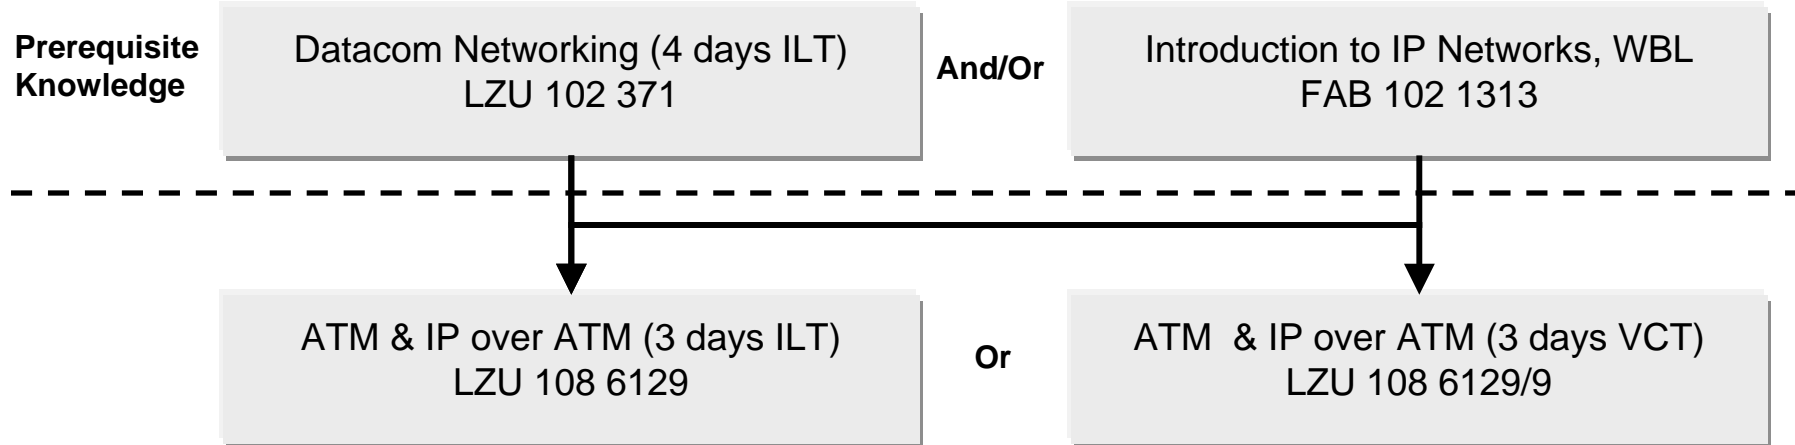 Prerequisite
Knowledge
Datacom Networking (4 days ILT)
LZU 102 371
And/Or
Introduction to IP Networks, WBL
FAB 102 1313
ATM & IP over ATM (3 days ILT)
LZU 108 6129
Or
ATM & IP over ATM (3 days VCT)
LZU 108 6129/9